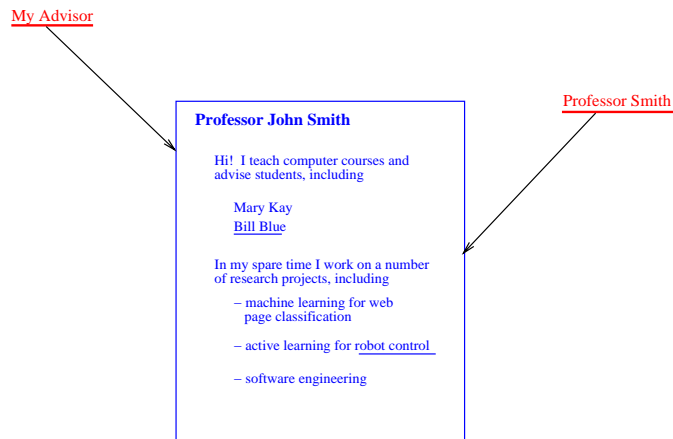 My Advisor
Professor Smith
Professor John Smith
Hi! I teach computer courses and
advise students, including
Mary Kay
Bill Blue
In my spare time I work on a number
of research projects, including
– machine learning for web
page classification
– active learning for robot control
– software engineering